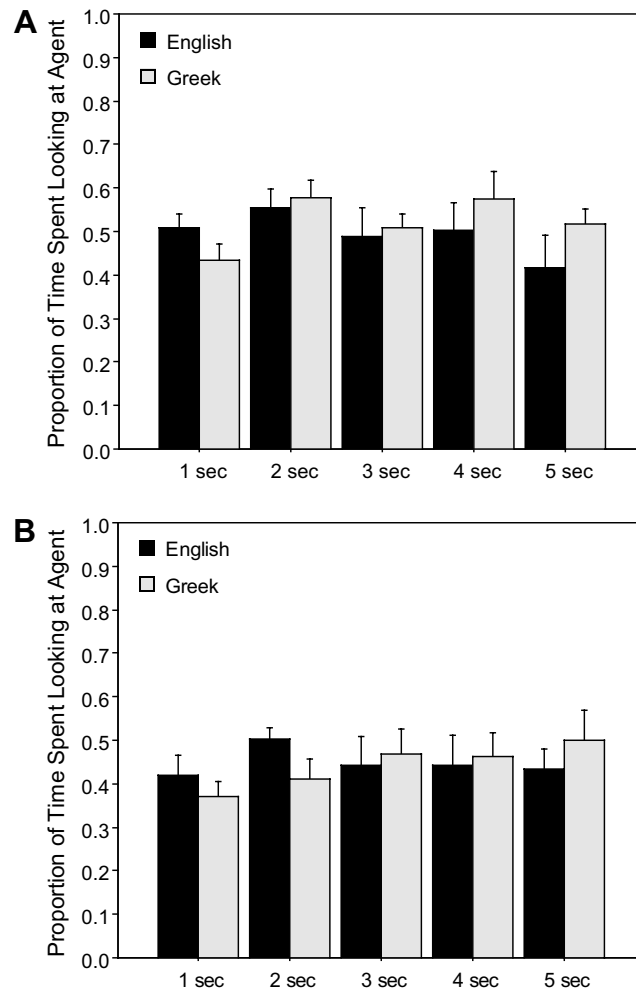 A
Proportion of Time Spent Looking at Agent
1.0
0.9
0.8
0.7
0.6
0.5
0.4
0.3
0.2
0.1
0.0
English
Greek
1 sec 2 sec 3 sec 4 sec 5 sec
B
Proportion of Time Spent Looking at Agent
1.0
0.9
0.8
0.7
0.6
0.5
0.4
0.3
0.2
0.1
0.0
English
Greek
1 sec 2 sec 3 sec 4 sec 5 sec